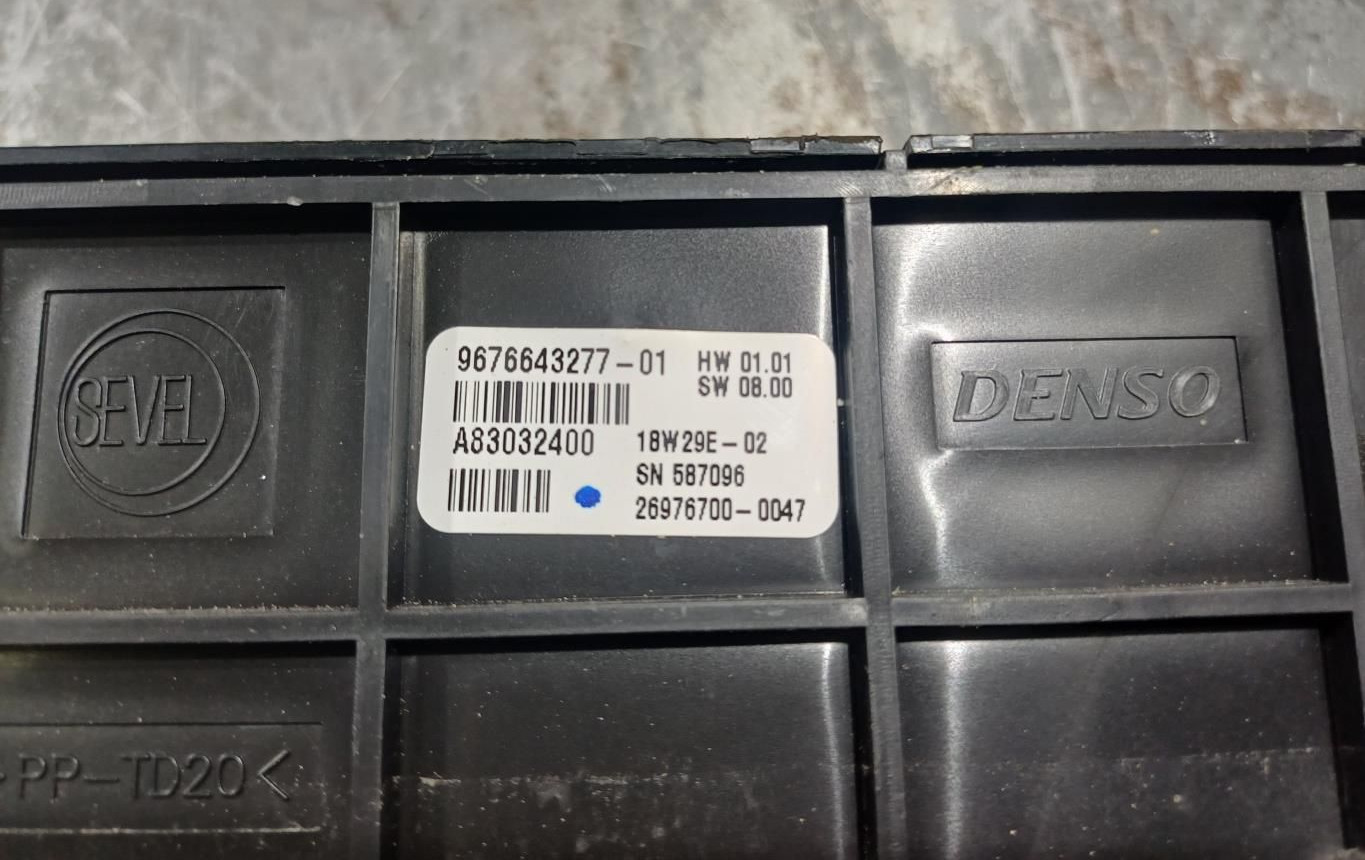 SEVEL
9676643277-01
HW 01.01
SW 08.00
A83032400
18W29E-02
SN 587096
26976700-0047
DENSO
>PP-TD20<